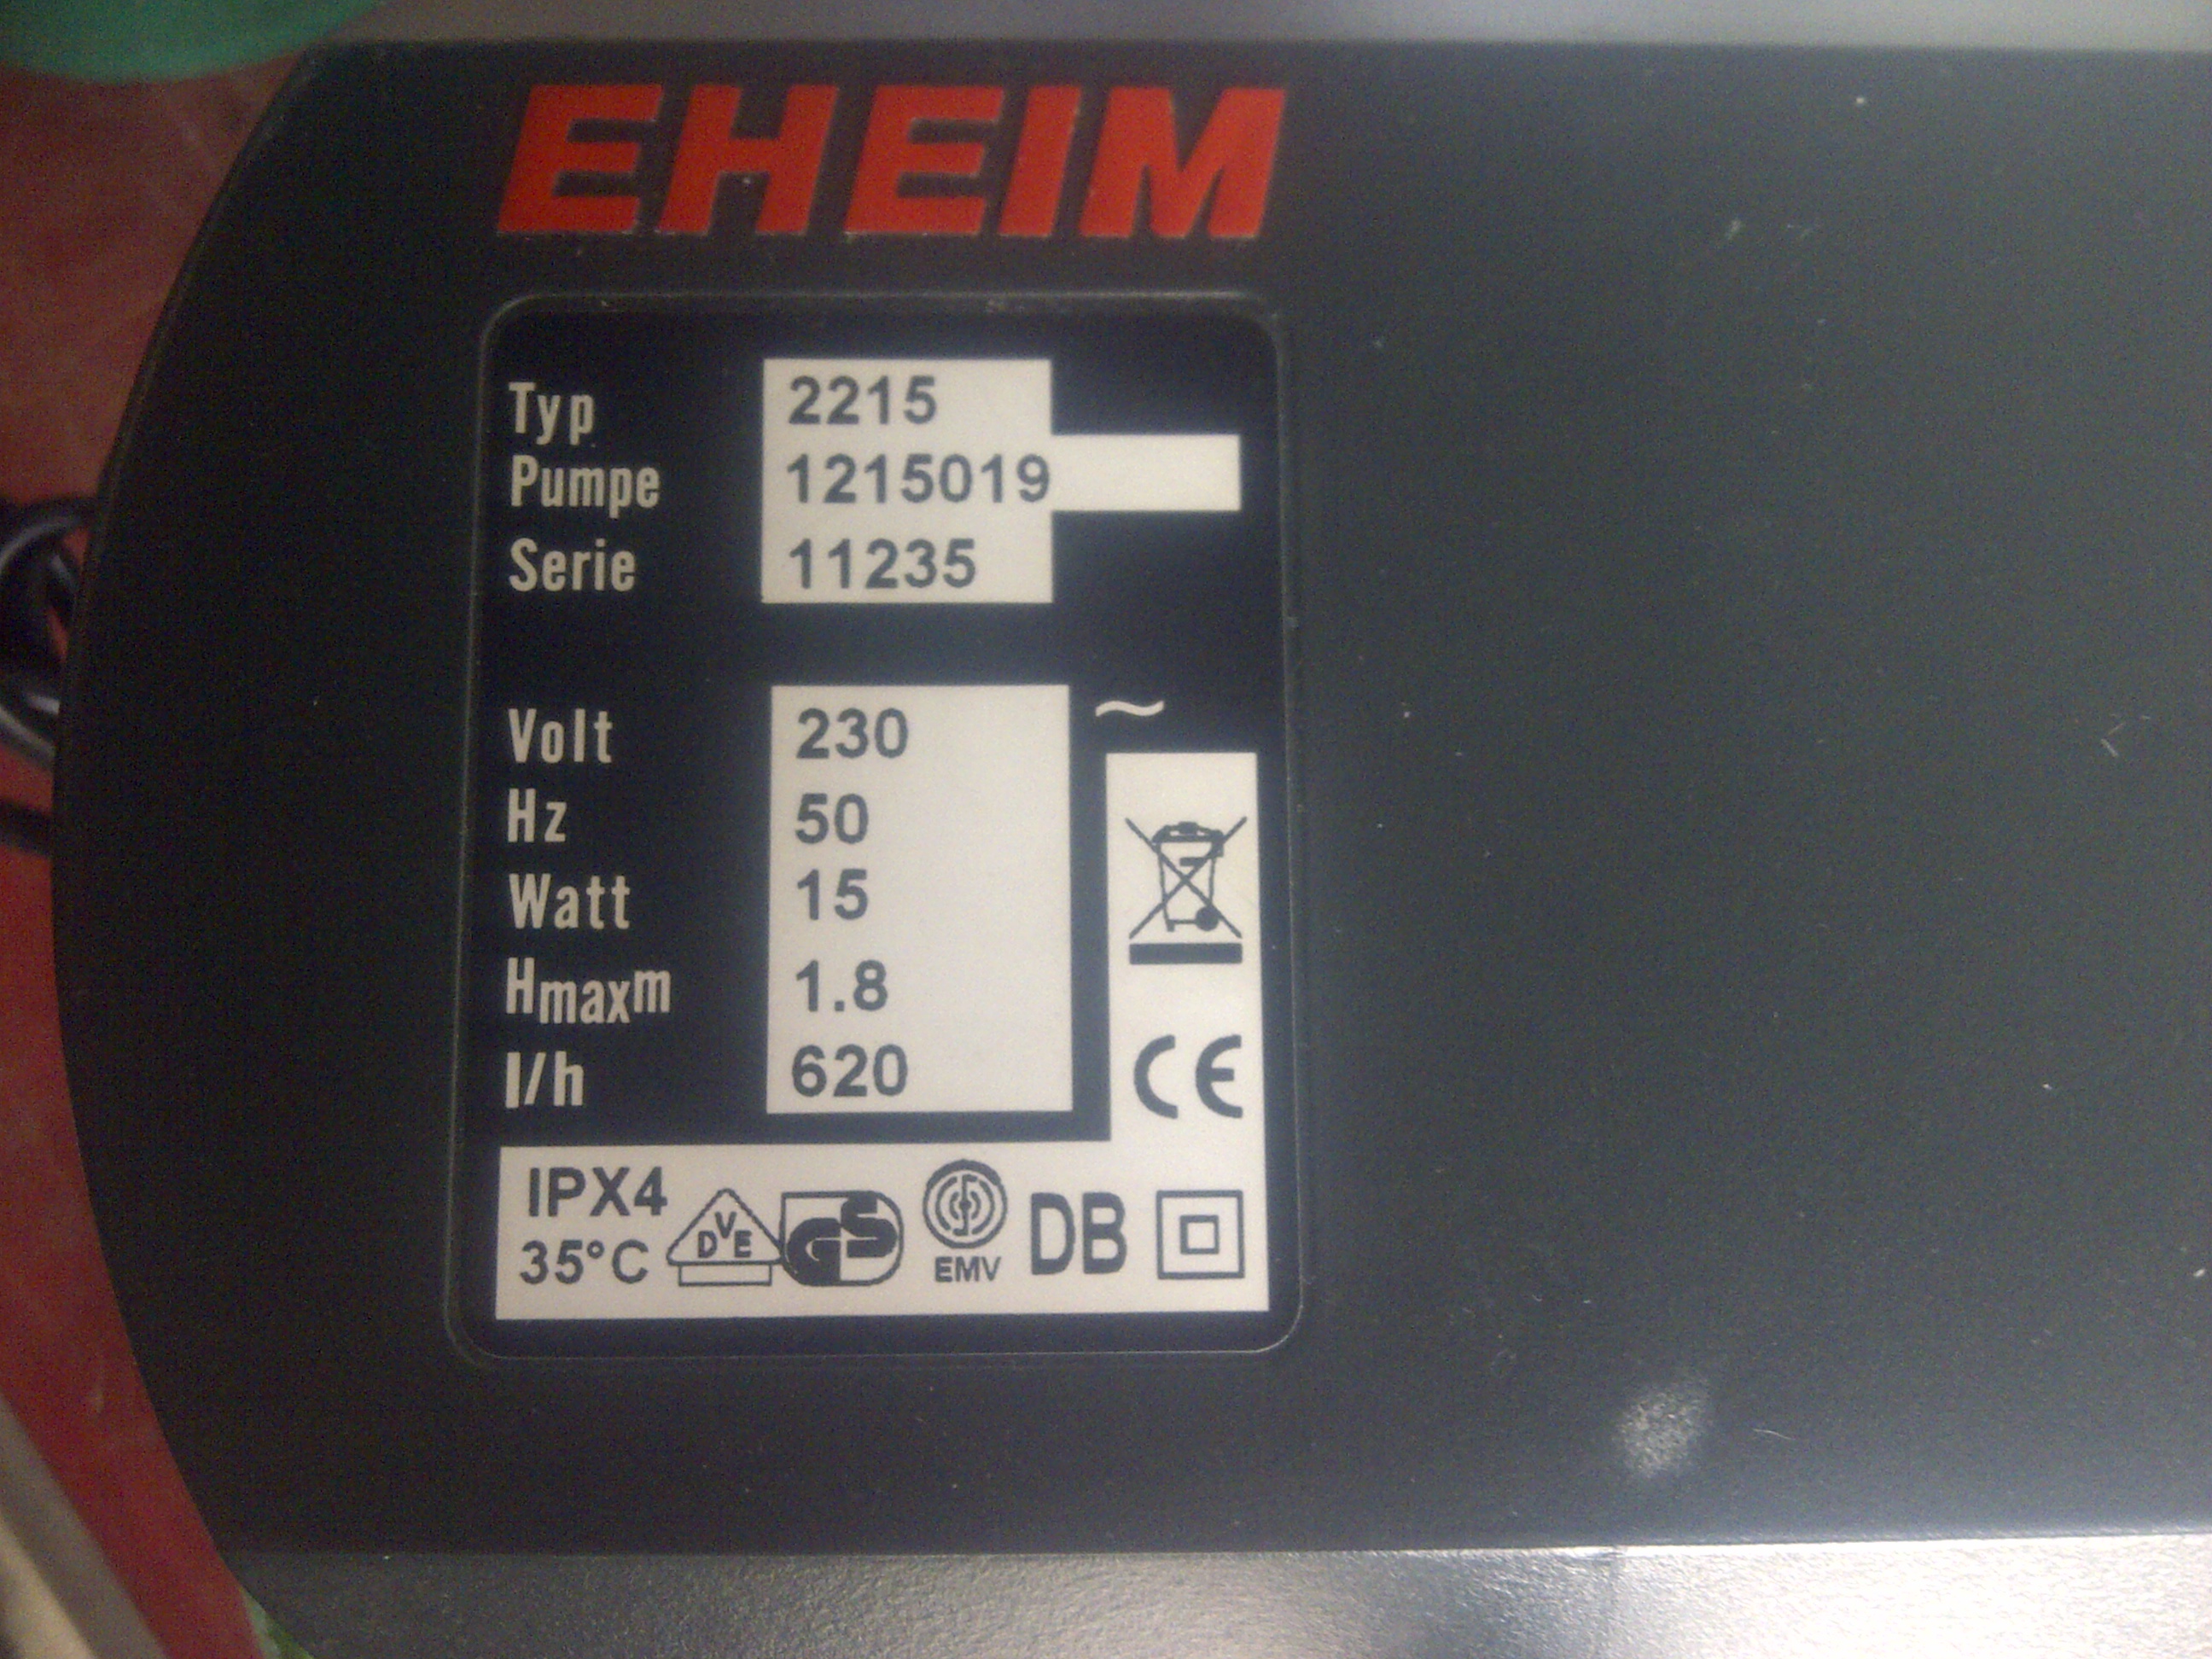 EHEIM
Typ 2215
Pumpe 1215019
Serie 11235
Volt 230 ~
Hz 50
Watt 15
Hmaxm 1.8
l/h 620
CE
IPX4
35°C
DVE
GS
EMV
DB